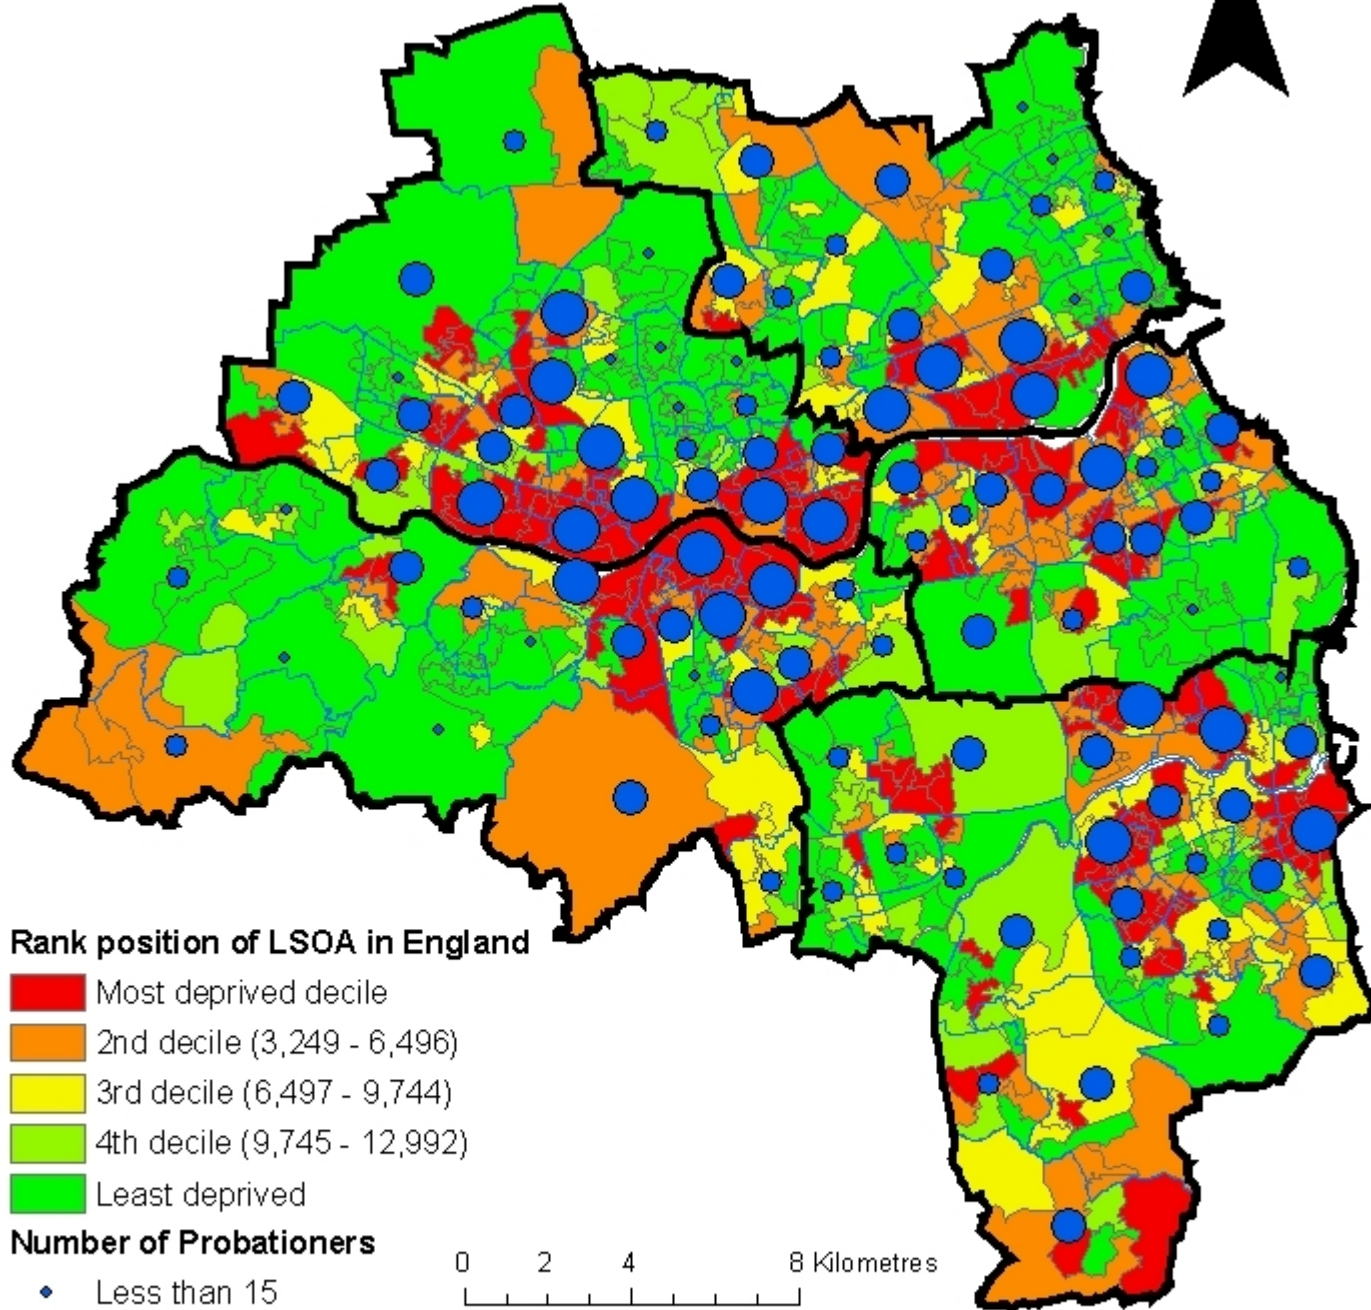 Rank position of LSOA in England
Most deprived decile
2nd decile (3,249 - 6,496)
3rd decile (6,497 - 9,744)
4th decile (9,745 - 12,992)
Least deprived
Number of Probationers
Less than 15
0 2 4 8 Kilometres